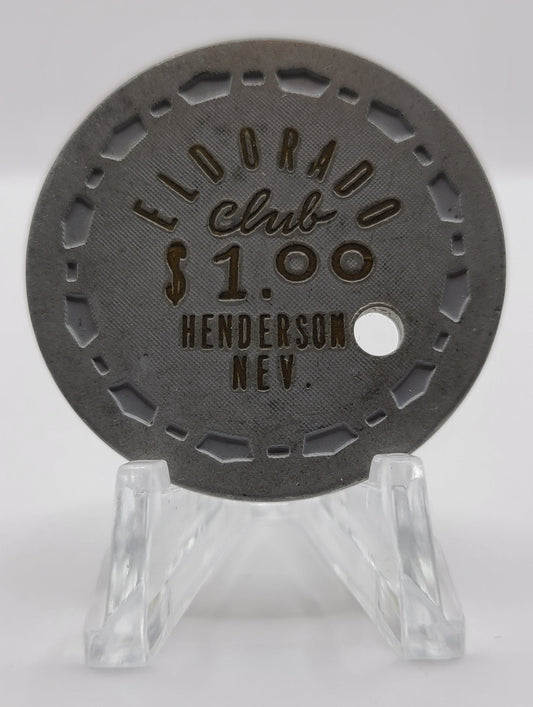 ELDORADO
Club
$1.00
HENDERSON
NEV.